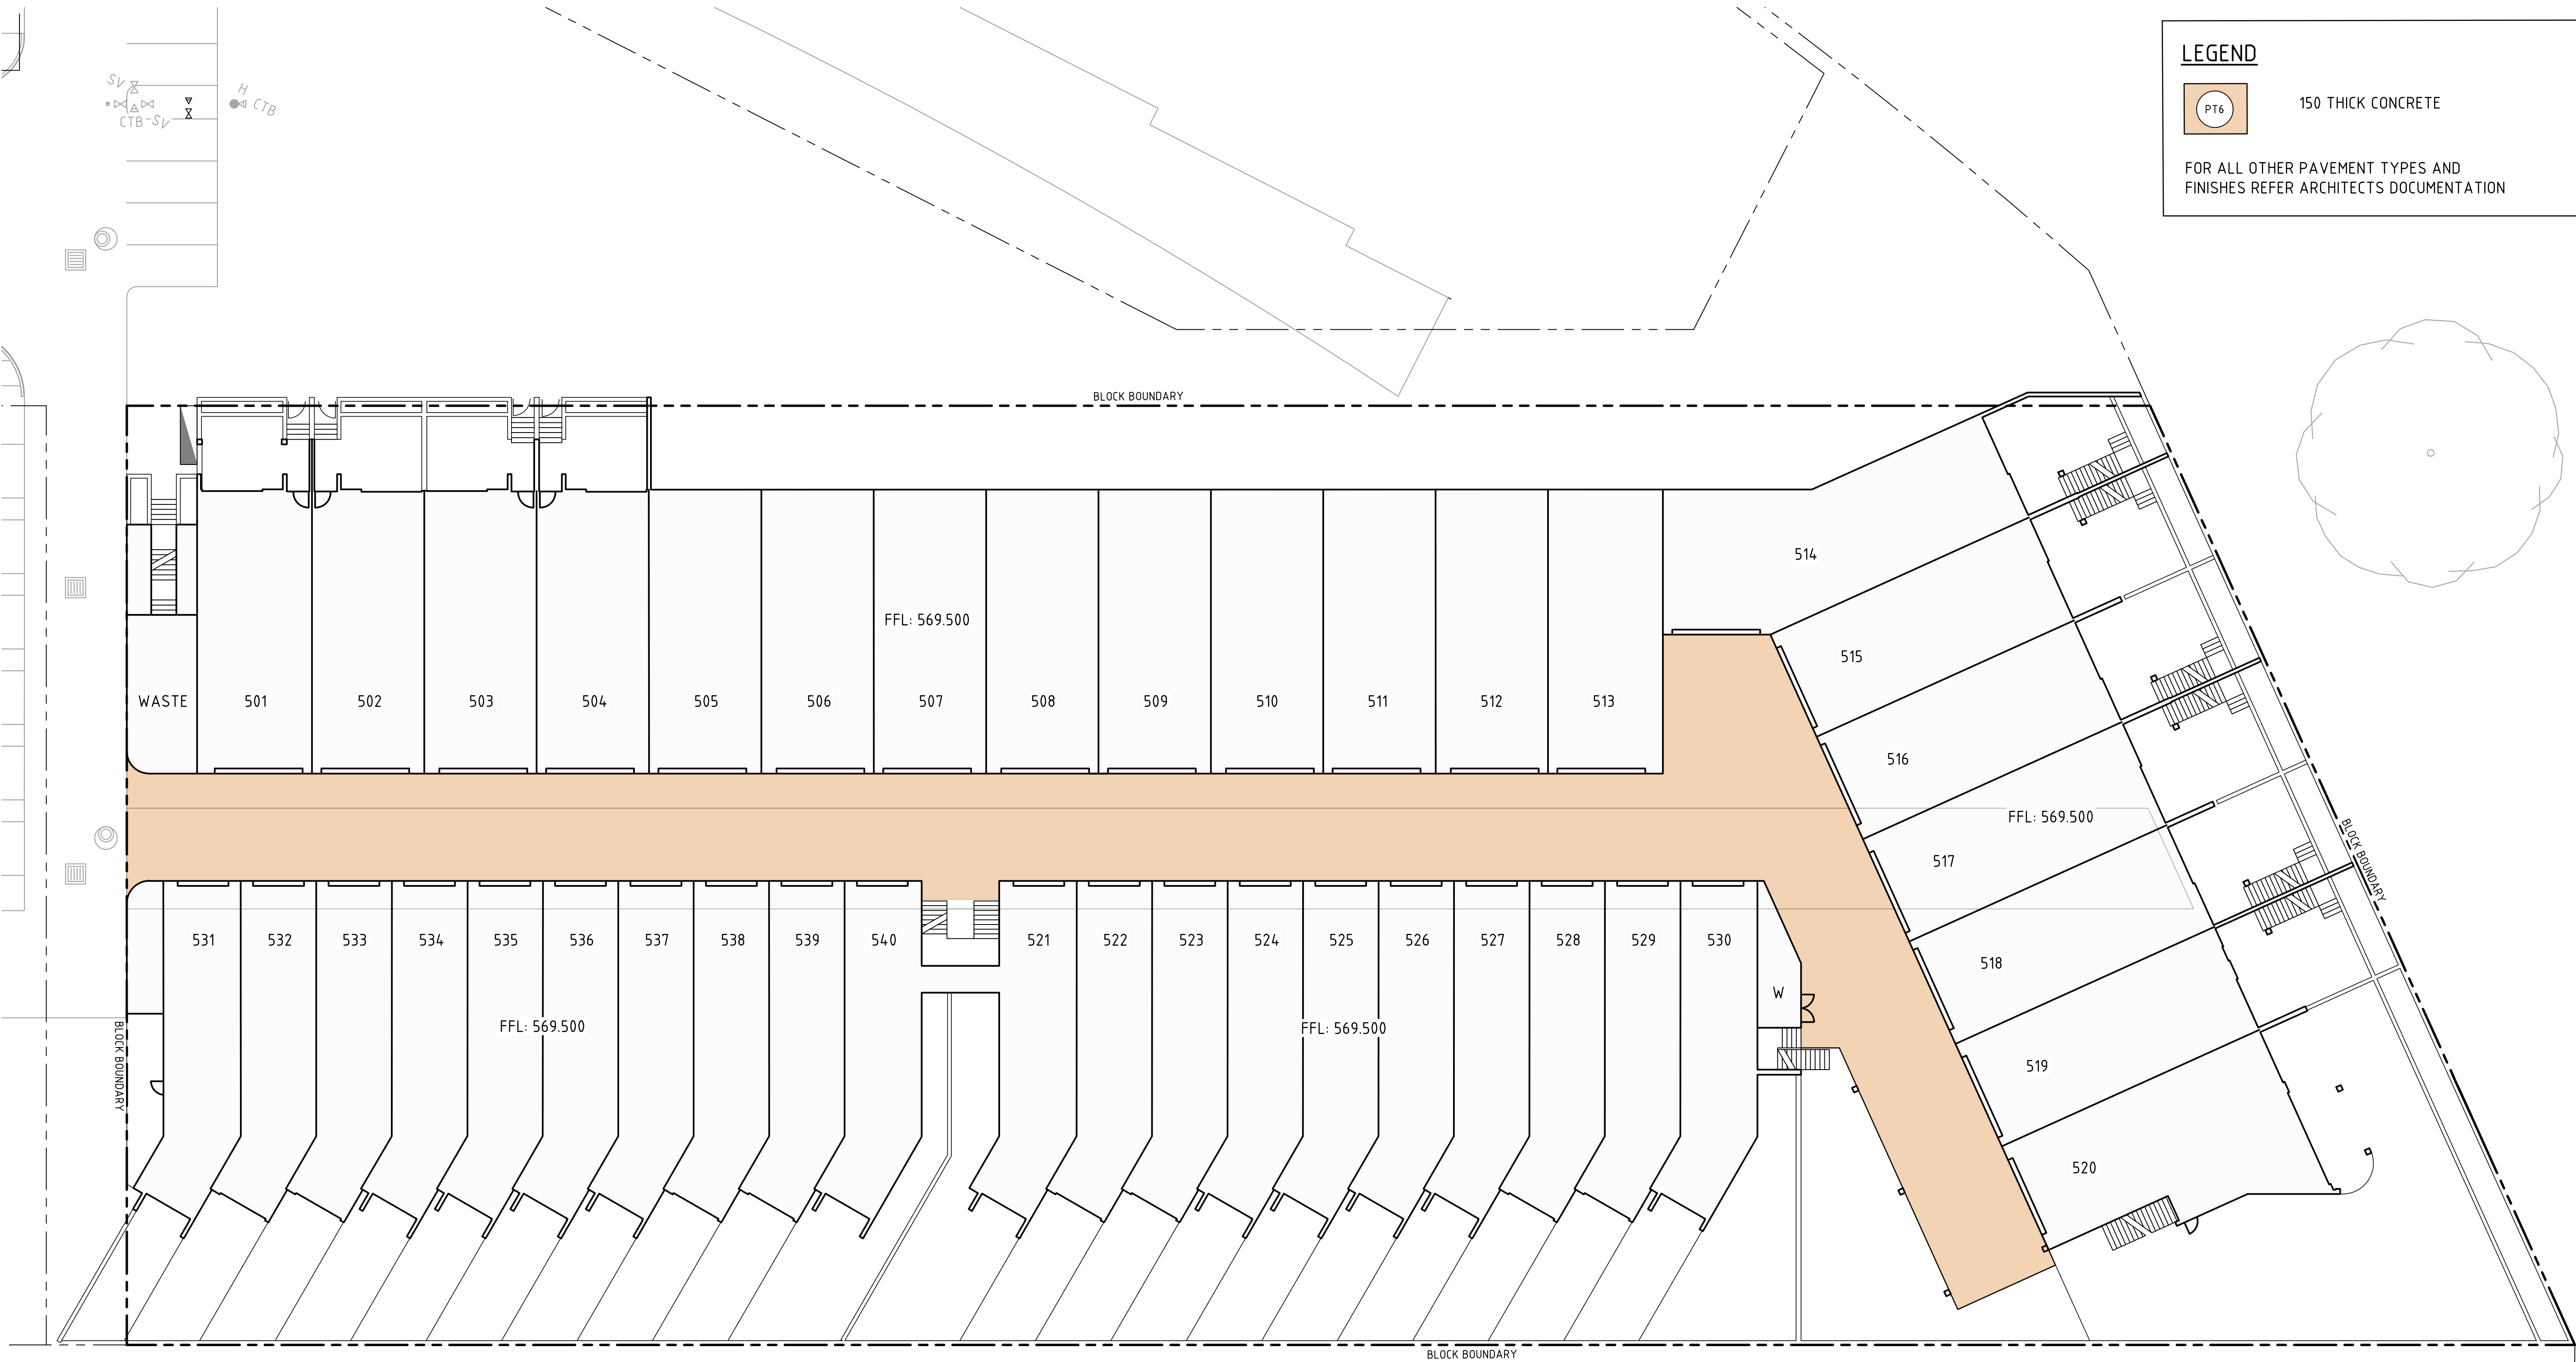 LEGEND
PT6
150 THICK CONCRETE
FOR ALL OTHER PAVEMENT TYPES AND
FINISHES REFER ARCHITECTS DOCUMENTATION
SV
H
CTB
CTB-SV
BLOCK BOUNDARY
514
FFL: 569.500
515
WASTE
501
502
503
504
505
506
507
508
509
510
511
512
513
516
FFL: 569.500
517
BLOCK BOUNDARY
531
532
533
534
535
536
537
538
539
540
521
522
523
524
525
526
527
528
529
530
518
W
FFL: 569.500
FFL: 569.500
BLOCK BOUNDARY
519
520
BLOCK BOUNDARY